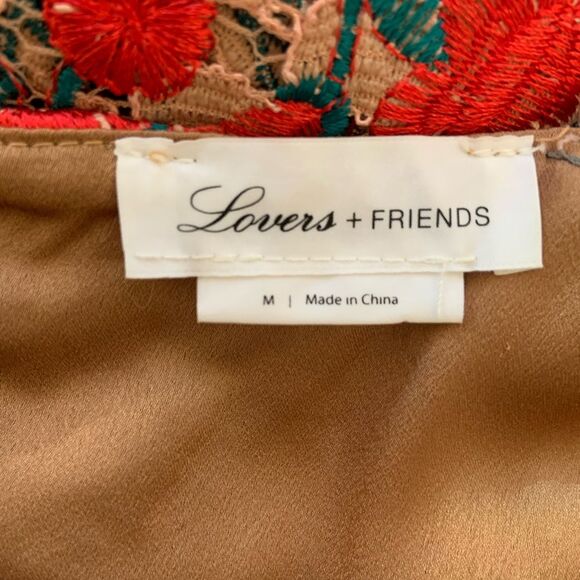 Lovers + FRIENDS
M | Made in China